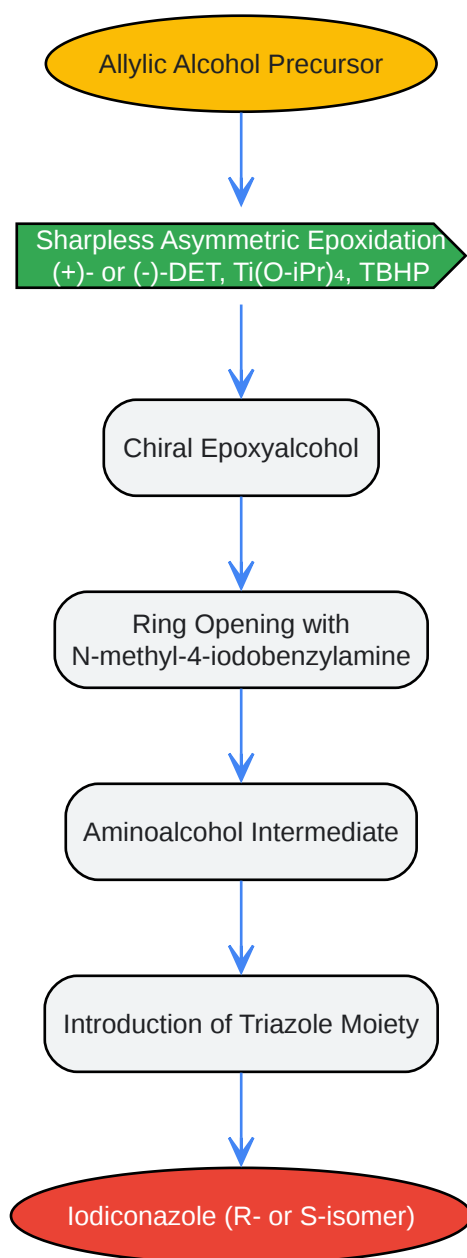 Allylic Alcohol Precursor
Sharpless Asymmetric Epoxidation
(+)- or (-)-DET, Ti(O-iPr)₄, TBHP
Chiral Epoxyalcohol
Ring Opening with
N-methyl-4-iodobenzylamine
Aminoalcohol Intermediate
Introduction of Triazole Moiety
Iodiconazole (R- or S-isomer)